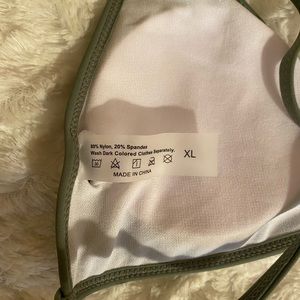 80% Nylon, 20% Spandex
Wash Dark Colored Clothes Separately.
XL
MADE IN CHINA